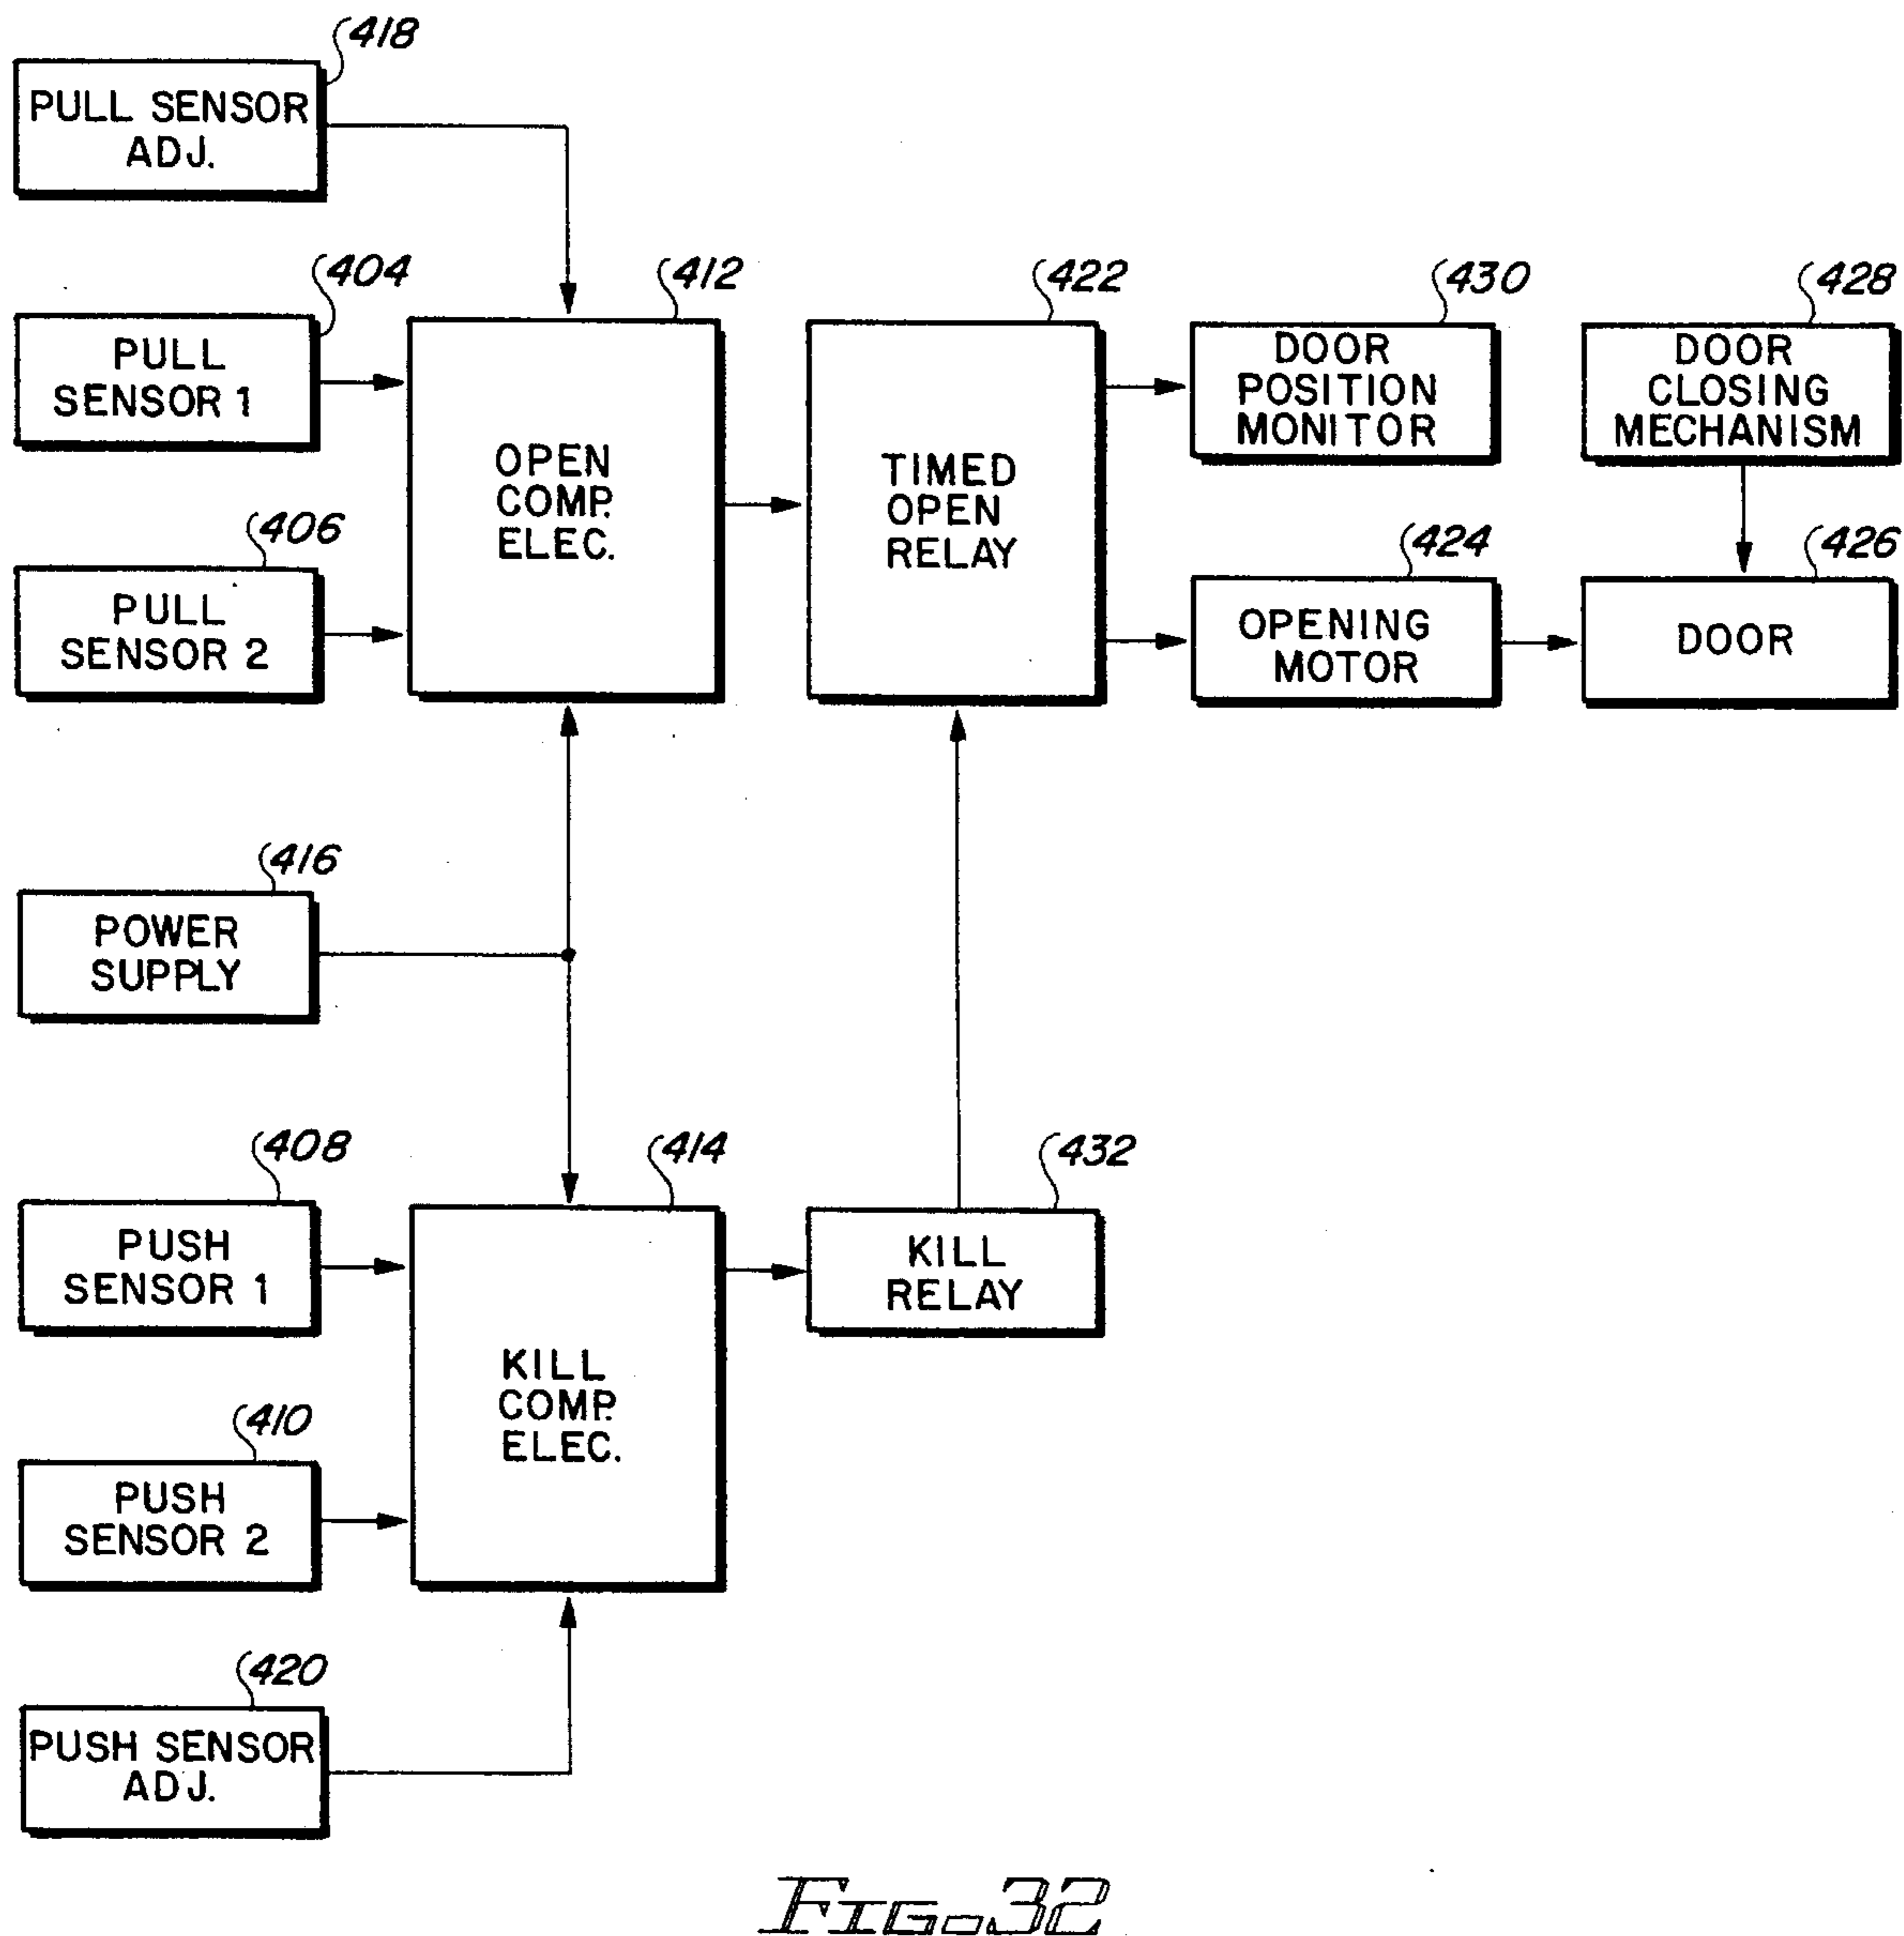 418
PULL SENSOR
ADJ.
404
PULL
SENSOR 1
406
PULL
SENSOR 2
412
OPEN
COMP.
ELEC.
422
TIMED
OPEN
RELAY
430
DOOR
POSITION
MONITOR
428
DOOR
CLOSING
MECHANISM
424
OPENING
MOTOR
426
DOOR
416
POWER
SUPPLY
408
PUSH
SENSOR 1
410
PUSH
SENSOR 2
414
KILL
COMP.
ELEC.
432
KILL
RELAY
420
PUSH SENSOR
ADJ.
FIG. 32